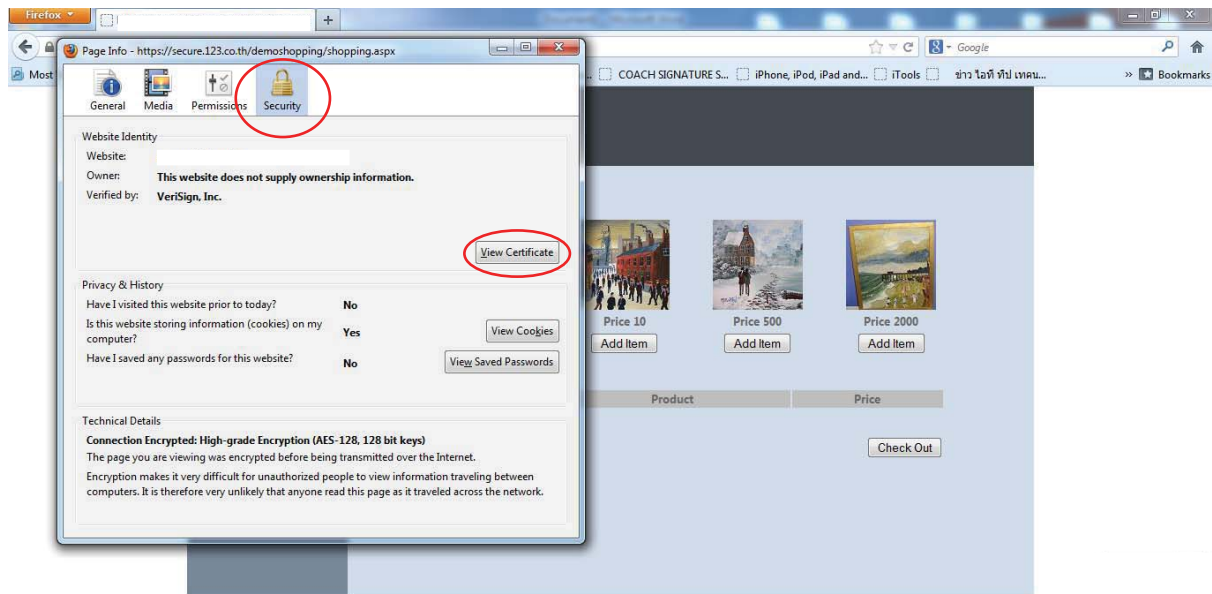 Firefox
+
Page Info - https://secure.123.co.th/demoshopping/shopping.aspx
Google
Most
COACH SIGNATURE S...
iPhone, iPod, iPad and...
iTools
ข่าว ไอที ทิป เทคน...
»
Bookmarks
General
Media
Permissions
Security
Website Identity
Website:
Owner:
This website does not supply ownership information.
Verified by:
VeriSign, Inc.
View Certificate
Privacy & History
Have I visited this website prior to today?
No
Is this website storing information (cookies) on my
computer?
Yes
View Cookies
Have I saved any passwords for this website?
No
View Saved Passwords
Technical Details
Connection Encrypted: High-grade Encryption (AES-128, 128 bit keys)
The page you are viewing was encrypted before being transmitted over the Internet.
Encryption makes it very difficult for unauthorized people to view information traveling between
computers. It is therefore very unlikely that anyone read this page as it traveled across the network.
Price 10
Price 500
Price 2000
Add Item
Add Item
Add Item
Product
Price
Check Out